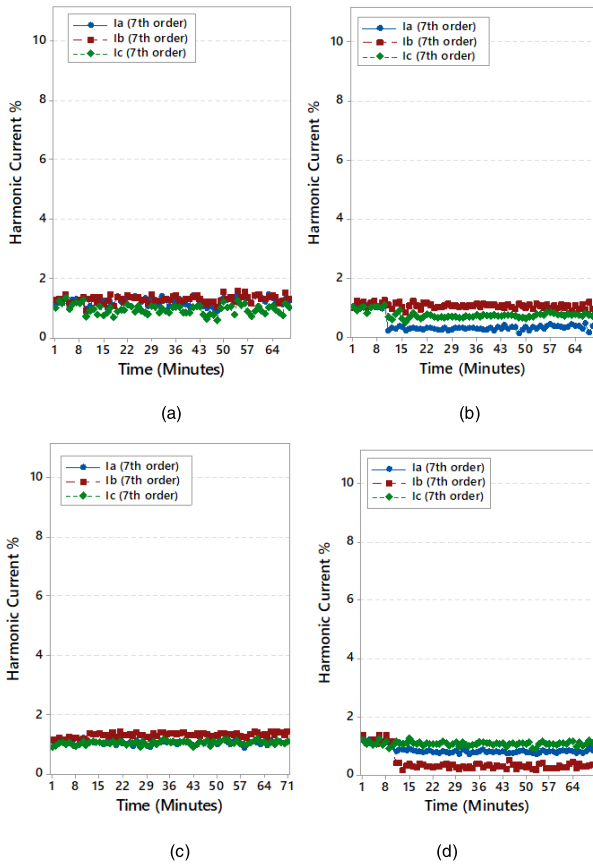 Ia (7th order)
Ib (7th order)
Ic (7th order)
Harmonic Current %
10
8
6
4
2
0
1 8 15 22 29 36 43 50 57 64
Time (Minutes)
(a)
Ia (7th order)
Ib (7th order)
Ic (7th order)
Harmonic Current %
10
8
6
4
2
0
1 8 15 22 29 36 43 50 57 64
Time (Minutes)
(b)
Ia (7th order)
Ib (7th order)
Ic (7th order)
Harmonic Current %
10
8
6
4
2
0
1 8 15 22 29 36 43 50 57 64 71
Time (Minutes)
(c)
Ia (7th order)
Ib (7th order)
Ic (7th order)
Harmonic Current %
10
8
6
4
2
0
1 8 15 22 29 36 43 50 57 64
Time (Minutes)
(d)